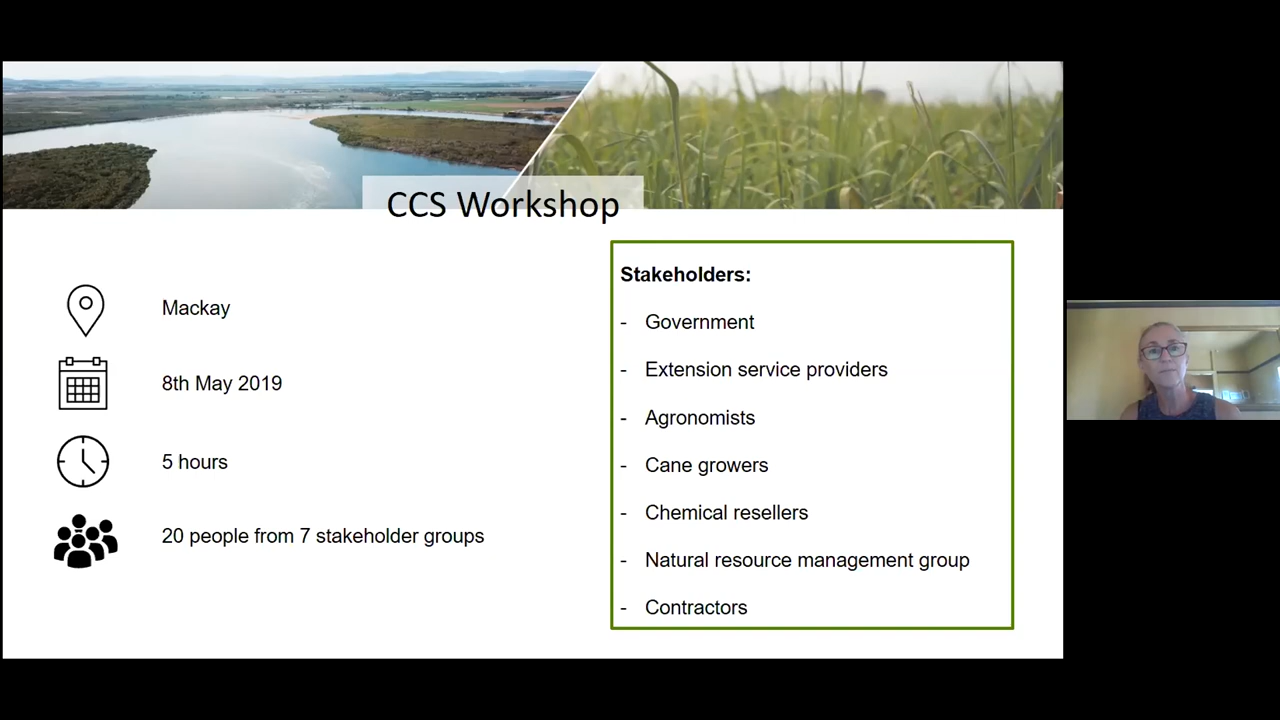 CCS Workshop
Mackay
8th May 2019
5 hours
20 people from 7 stakeholder groups
Stakeholders:
- Government
- Extension service providers
- Agronomists
- Cane growers
- Chemical resellers
- Natural resource management group
- Contractors